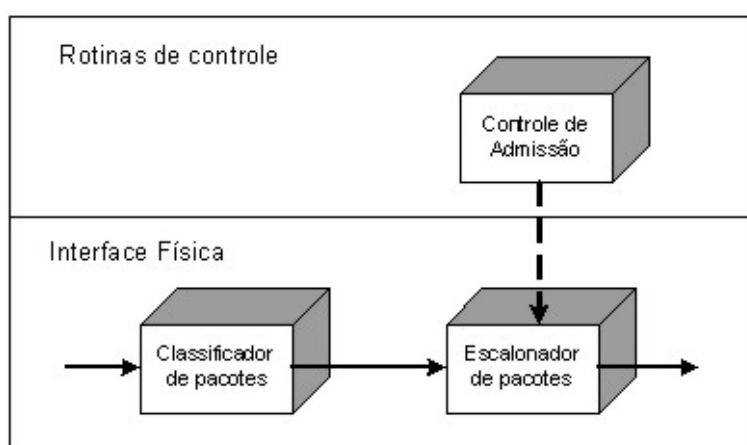 Rotinas de controle
Controle de
Admissão
Interface Física
Classificador
de pacotes
Escalonador
de pacotes